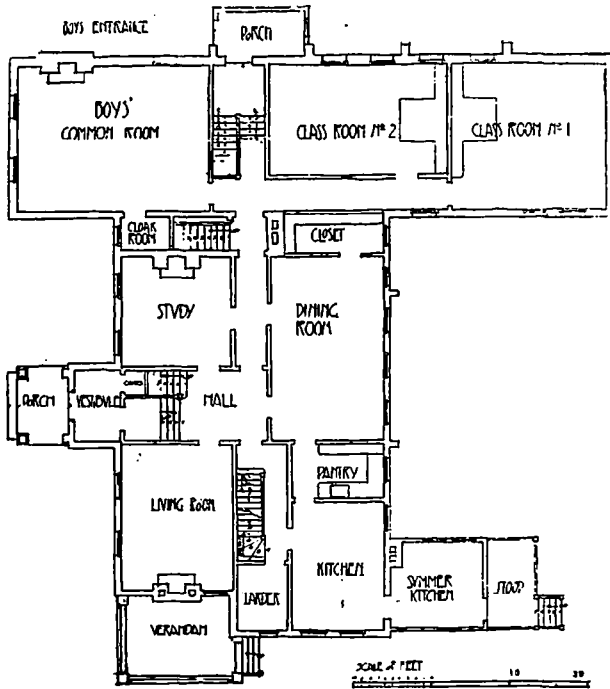 BOYS ENTRANCE
PORCH
BOYS'
COMMON ROOM
CLASS ROOM Nº 2
CLASS ROOM Nº 1
CLOAK
ROOM
CLOSET
STUDY
DINING
ROOM
PORCH
VESTIBULE
HALL
LIVING ROOM
PANTRY
KITCHEN
LARDER
SUMMER
KITCHEN
STOOP
VERANDAH
SCALE OF FEET
10
20